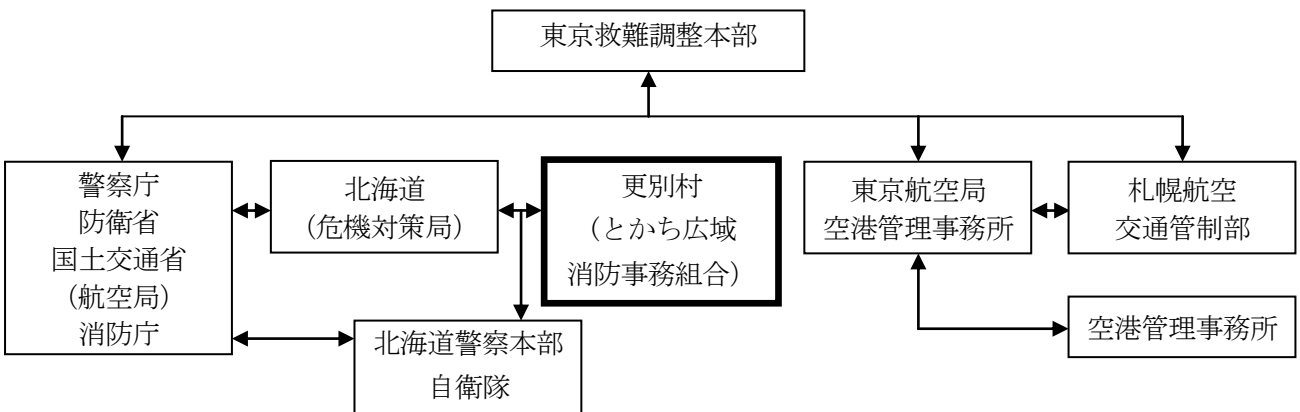 東京救難調整本部
警察庁
防衛省
国土交通省
（航空局）
消防庁
北海道
（危機対策局）
更別村
（とかち広域
消防事務組合）
東京航空局
空港管理事務所
札幌航空
交通管制部
北海道警察本部
自衛隊
空港管理事務所